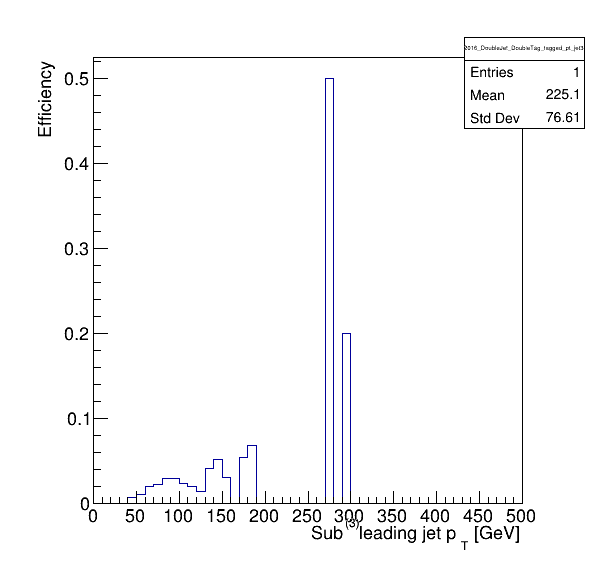 2016_DoubleJet_DoubleTag_tagged_pt_jet3
Entries 1
Mean 225.1
Std Dev 76.61
Efficiency
0.5
0.4
0.3
0.2
0.1
0
0 50 100 150 200 250 300 350 400 450 500
Sub(3)leading jet p T [GeV]